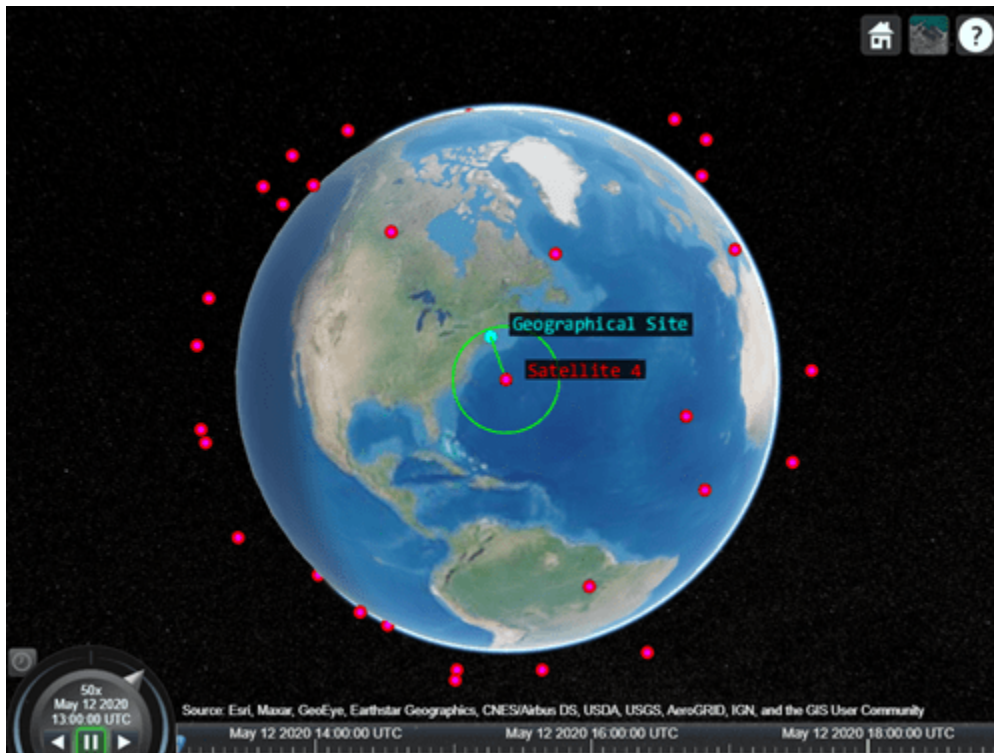 ?
Geographical Site
Satellite 4
50x
May 12 2020
13:00:00 UTC
Source: Esri, Maxar, GeoEye, Earthstar Geographics, CNES/Airbus DS, USDA, USGS, AeroGRID, IGN, and the GIS User Community
May 12 2020 14:00:00 UTC
May 12 2020 16:00:00 UTC
May 12 2020 18:00:00 UTC